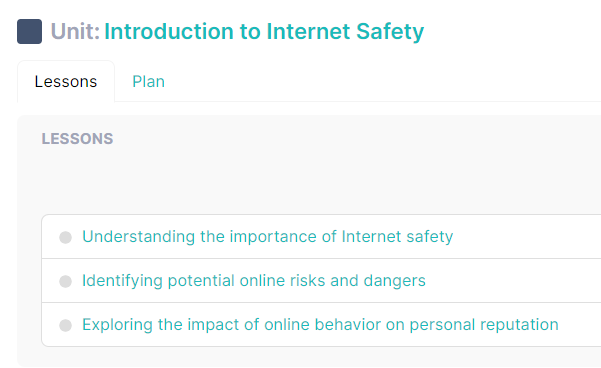 Unit: Introduction to Internet Safety
Lessons Plan
LESSONS
Understanding the importance of Internet safety
Identifying potential online risks and dangers
Exploring the impact of online behavior on personal reputation